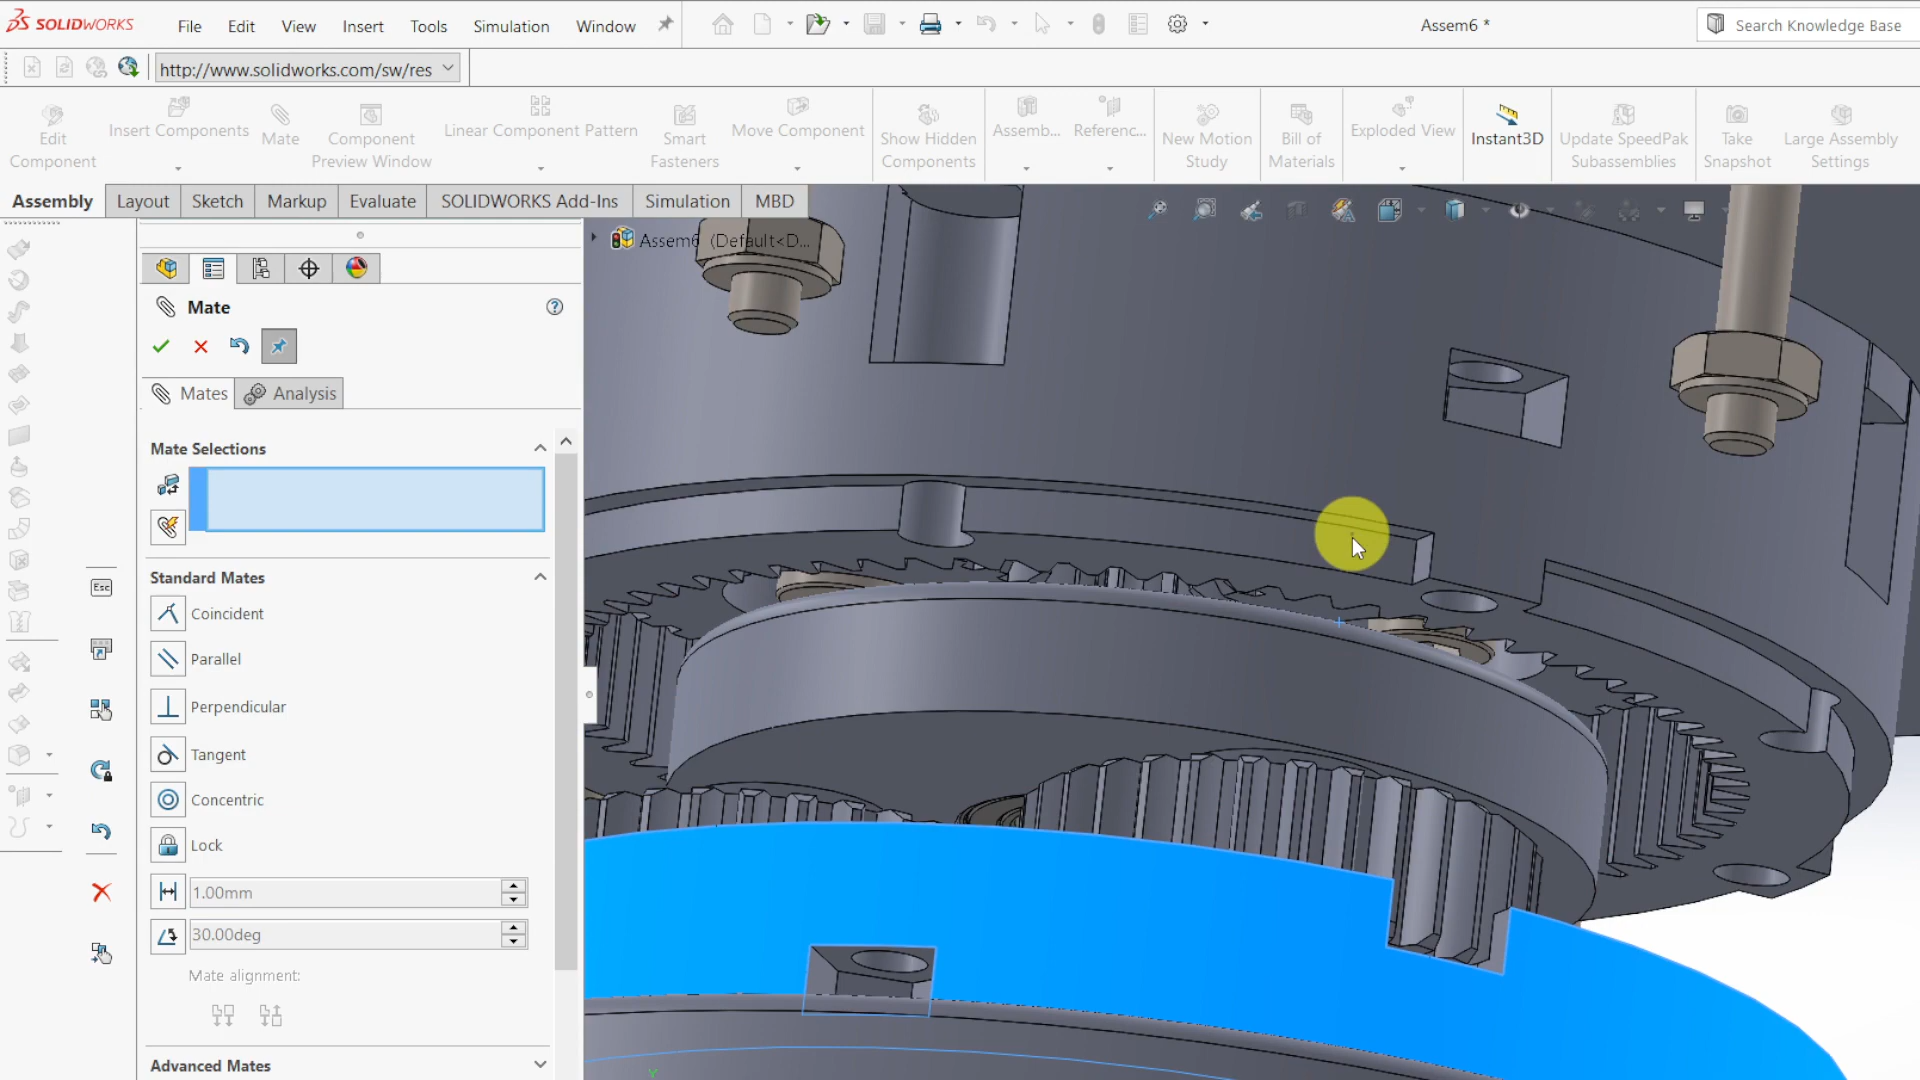 SOLIDWORKS File Edit View Insert Tools Simulation Window Assem6 * Search Knowledge Base
http://www.solidworks.com/sw/res
Edit Component
Insert Components
Mate
Component Preview Window
Linear Component Pattern
Smart Fasteners
Move Component
Show Hidden Components
Assemb...
Referenc...
New Motion Study
Bill of Materials
Exploded View
Instant3D
Update SpeedPak Subassemblies
Take Snapshot
Large Assembly Settings
Assembly Layout Sketch Markup Evaluate SOLIDWORKS Add-Ins Simulation MBD
Assem6 (Default<D...
Mate
Mates Analysis
Mate Selections
Standard Mates
Coincident
Esc
Parallel
Perpendicular
Tangent
Concentric
Lock
1.00mm
30.00deg
Mate alignment:
Advanced Mates
Y